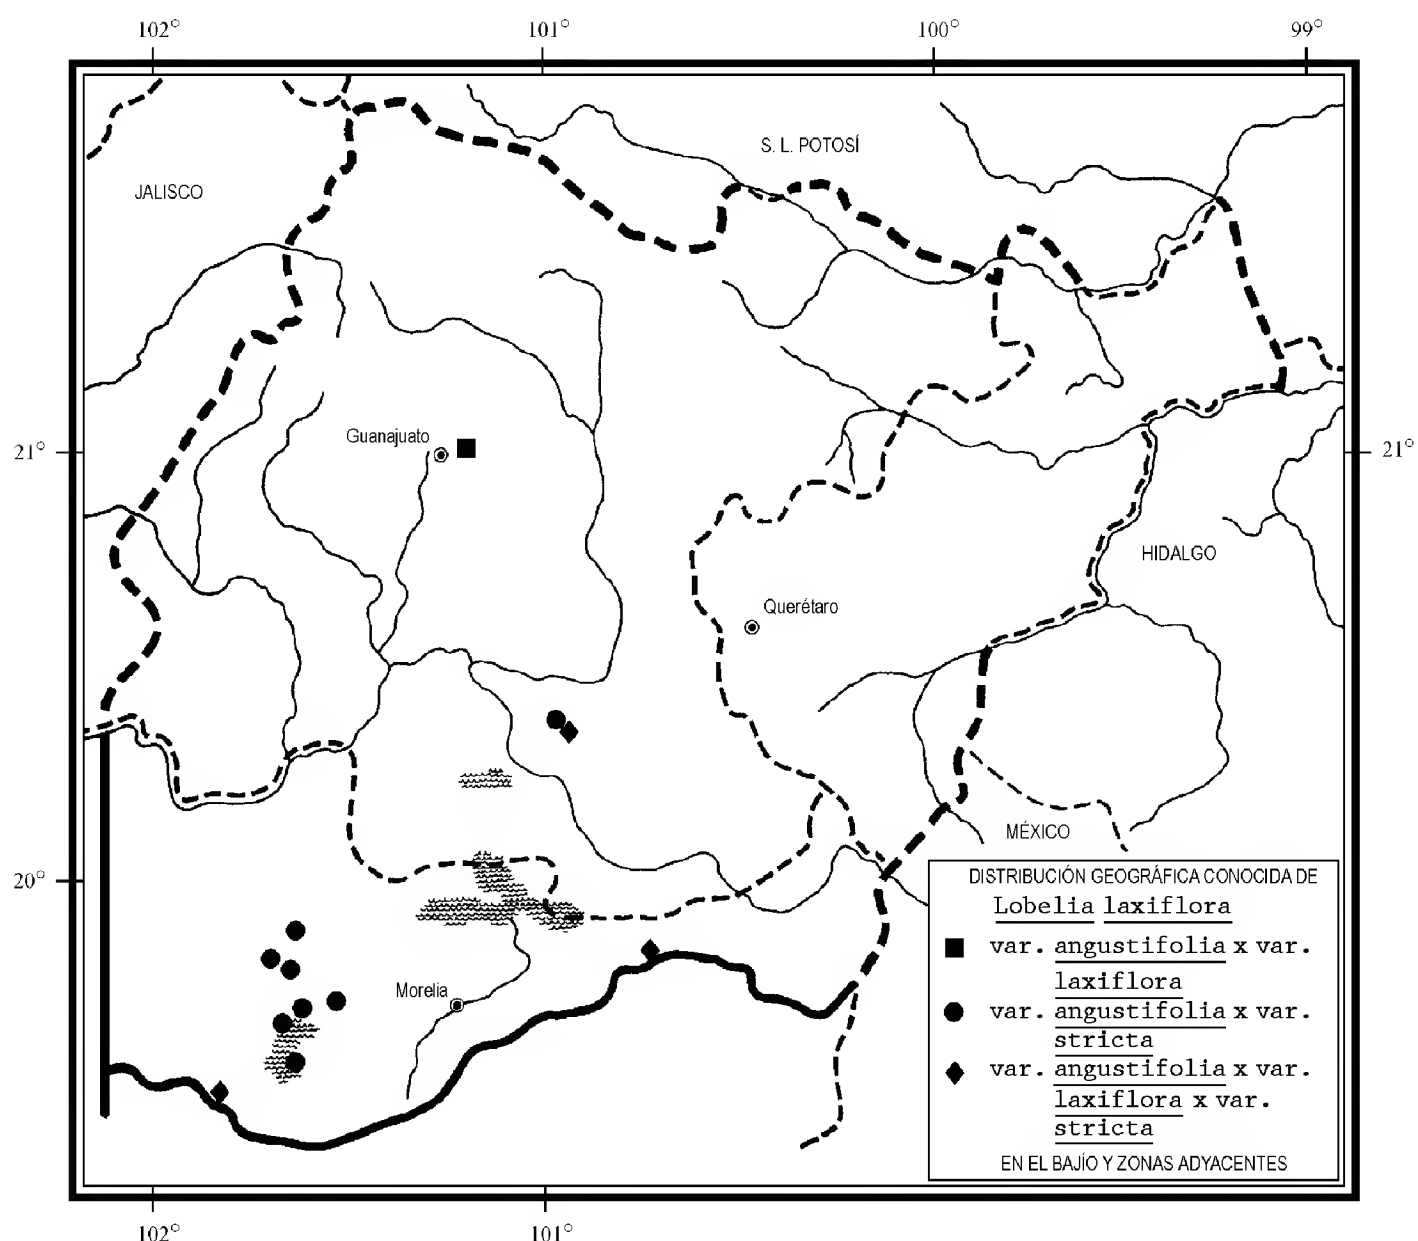 102°
101°
100°
99°
S. L. POTOSÍ
JALISCO
Guanajuato
21°
21°
HIDALGO
Querétaro
MÉXICO
20°
Morelia
DISTRIBUCIÓN GEOGRÁFICA CONOCIDA DE
Lobelia laxiflora
var. angustifolia x var.
laxiflora
var. angustifolia x var.
stricta
var. angustifolia x var.
laxiflora x var.
stricta
EN EL BAJÍO Y ZONAS ADYACENTES
102°
101°